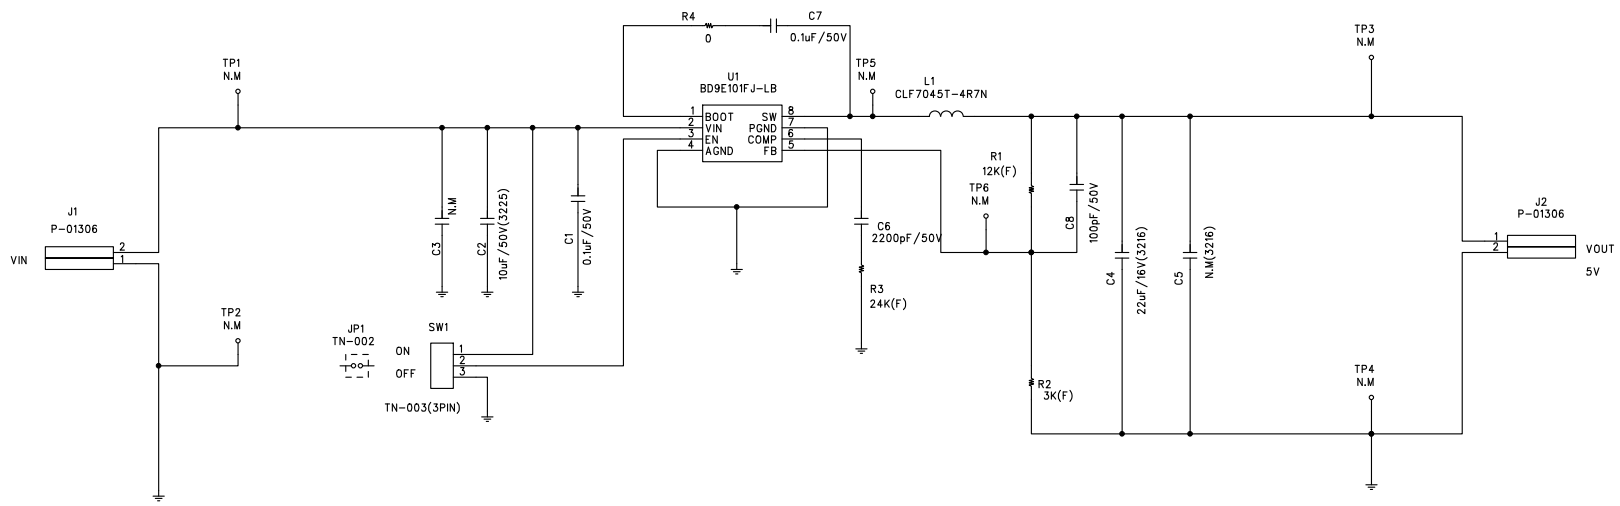 R4
0
C7
0.1uF/50V
TP1
N.M
U1
BD9E101FJ-LB
TP5
N.M
L1
CLF7045T-4R7N
TP3
N.M
1 BOOT SW 8
2 VIN PGND 7
3 EN COMP 6
4 AGND FB 5
J1
P-01306
VIN
2
1
C3
N.M
C2
10uF/50V(3225)
C1
0.1uF/50V
C6
2200pF/50V
R3
24K(F)
R1
12K(F)
TP6
N.M
C8
100pF/50V
C4
22uF/16V(3216)
C5
N.M(3216)
J2
P-01306
1
2
VOUT
5V
TP2
N.M
JP1
TN-002
SW1
ON
OFF
1
2
3
TN-003(3PIN)
R2
3K(F)
TP4
N.M